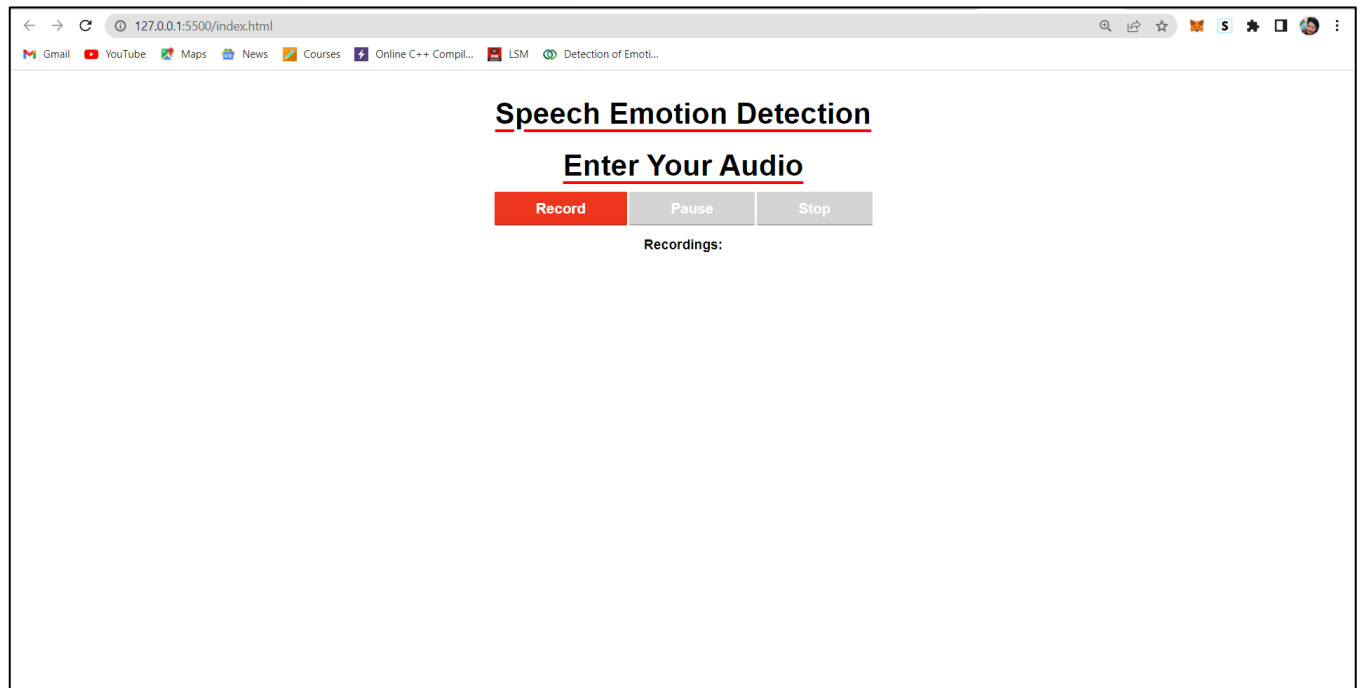 127.0.0.1:5500/index.html S
Gmail YouTube Maps News Courses Online C++ Compil... LSM Detection of Emoti...
Speech Emotion Detection
Enter Your Audio
Record Pause Stop
Recordings: